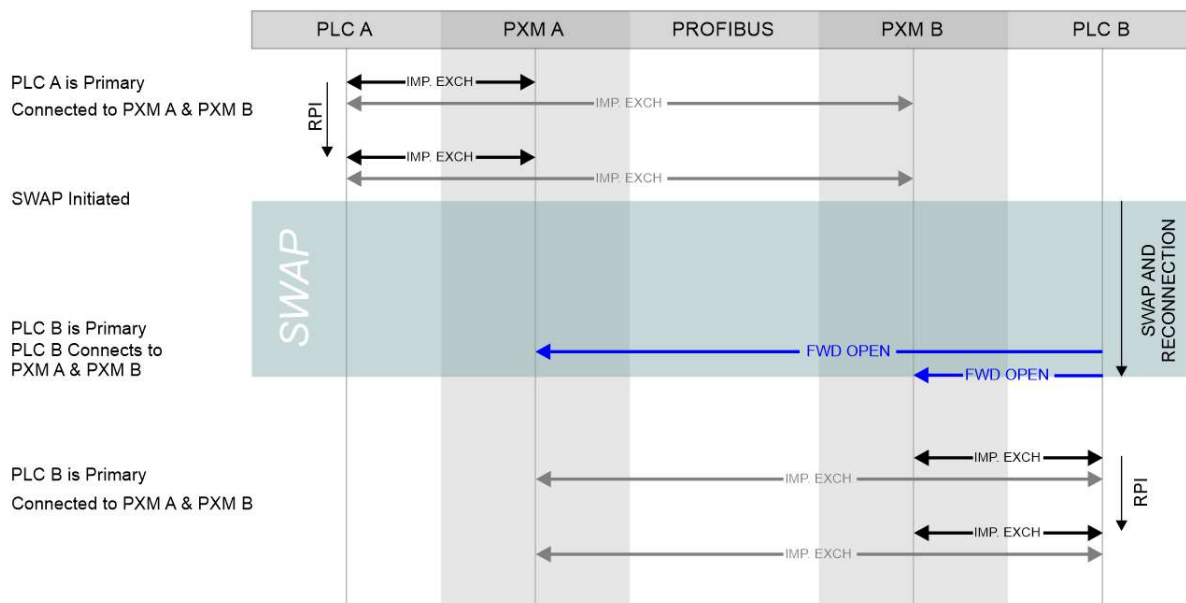 PLC A PXM A PROFIBUS PXM B PLC B
PLC A is Primary
Connected to PXM A & PXM B
IMP. EXCH
IMP. EXCH
RPI
IMP. EXCH
IMP. EXCH
SWAP Initiated
SWAP
SWAP AND
RECONNECTION
PLC B is Primary
PLC B Connects to
PXM A & PXM B
FWD OPEN
FWD OPEN
PLC B is Primary
Connected to PXM A & PXM B
IMP. EXCH
IMP. EXCH
RPI
IMP. EXCH
IMP. EXCH